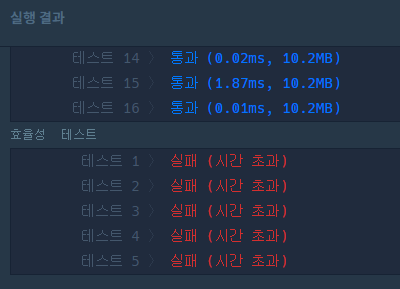 실행 결과
테스트 14 〉 통과 (0.02ms, 10.2MB)
테스트 15 〉 통과 (1.87ms, 10.2MB)
테스트 16 〉 통과 (0.01ms, 10.2MB)
효율성 테스트
테스트 1 〉 실패 (시간 초과)
테스트 2 〉 실패 (시간 초과)
테스트 3 〉 실패 (시간 초과)
테스트 4 〉 실패 (시간 초과)
테스트 5 〉 실패 (시간 초과)